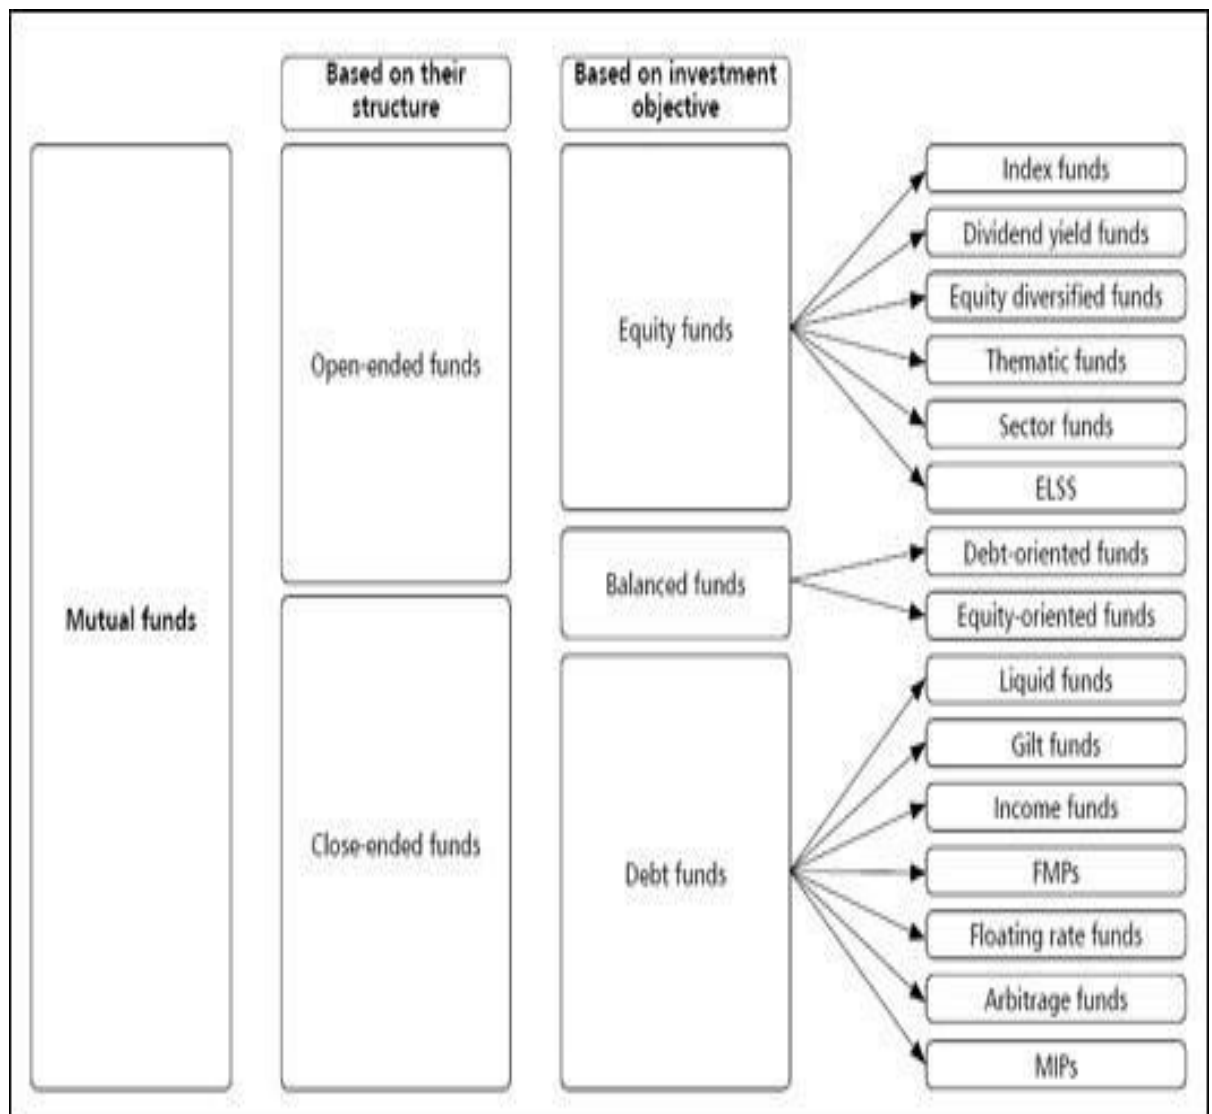 Based on their
structure
Based on investment
objective
Mutual funds
Open-ended funds
Close-ended funds
Equity funds
Balanced funds
Debt funds
Index funds
Dividend yield funds
Equity diversified funds
Thematic funds
Sector funds
ELSS
Debt-oriented funds
Equity-oriented funds
Liquid funds
Gilt funds
Income funds
FMPs
Floating rate funds
Arbitrage funds
MIPs